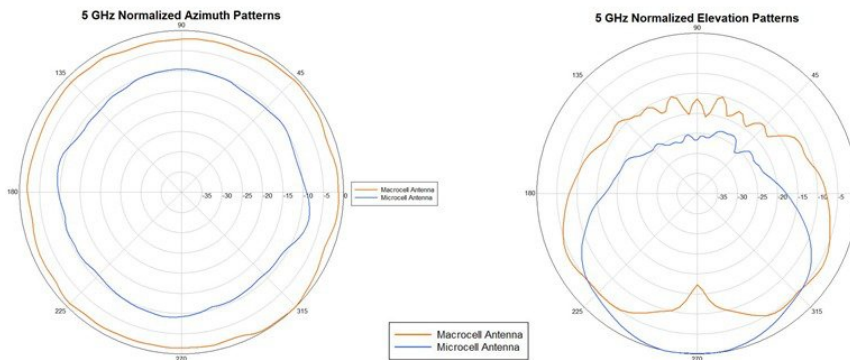 5 GHz Normalized Azimuth Patterns
90
135
45
180
-35 -30 -25 -20 -15 -10 -5 0
225
315
270
Macrocell Antenna
Microcell Antenna
5 GHz Normalized Elevation Patterns
90
135
45
180
-35 -30 -25 -20 -15 -10 -5
225
315
270
Macrocell Antenna
Microcell Antenna